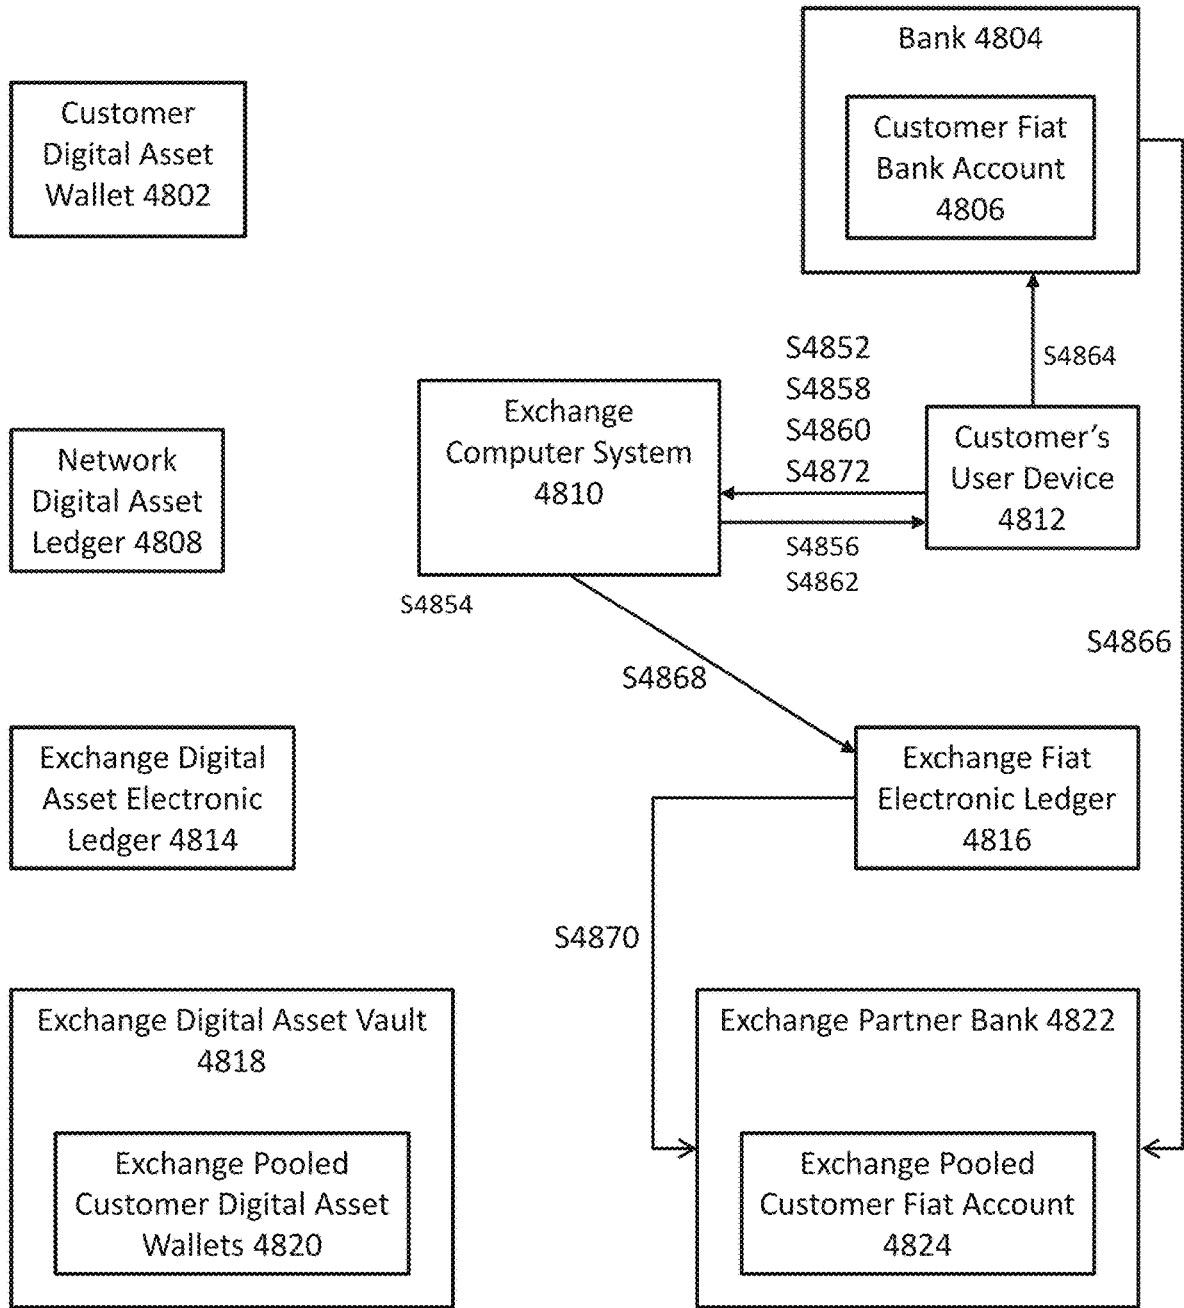 Bank 4804
Customer
Digital Asset
Wallet 4802
Customer Fiat
Bank Account
4806
S4864
S4852
S4858
S4860
S4872
Exchange
Computer System
4810
Customer's
User Device
4812
Network
Digital Asset
Ledger 4808
S4856
S4862
S4854
S4866
S4868
Exchange Digital
Asset Electronic
Ledger 4814
Exchange Fiat
Electronic Ledger
4816
S4870
Exchange Digital Asset Vault
4818
Exchange Pooled
Customer Digital Asset
Wallets 4820
Exchange Partner Bank 4822
Exchange Pooled
Customer Fiat Account
4824